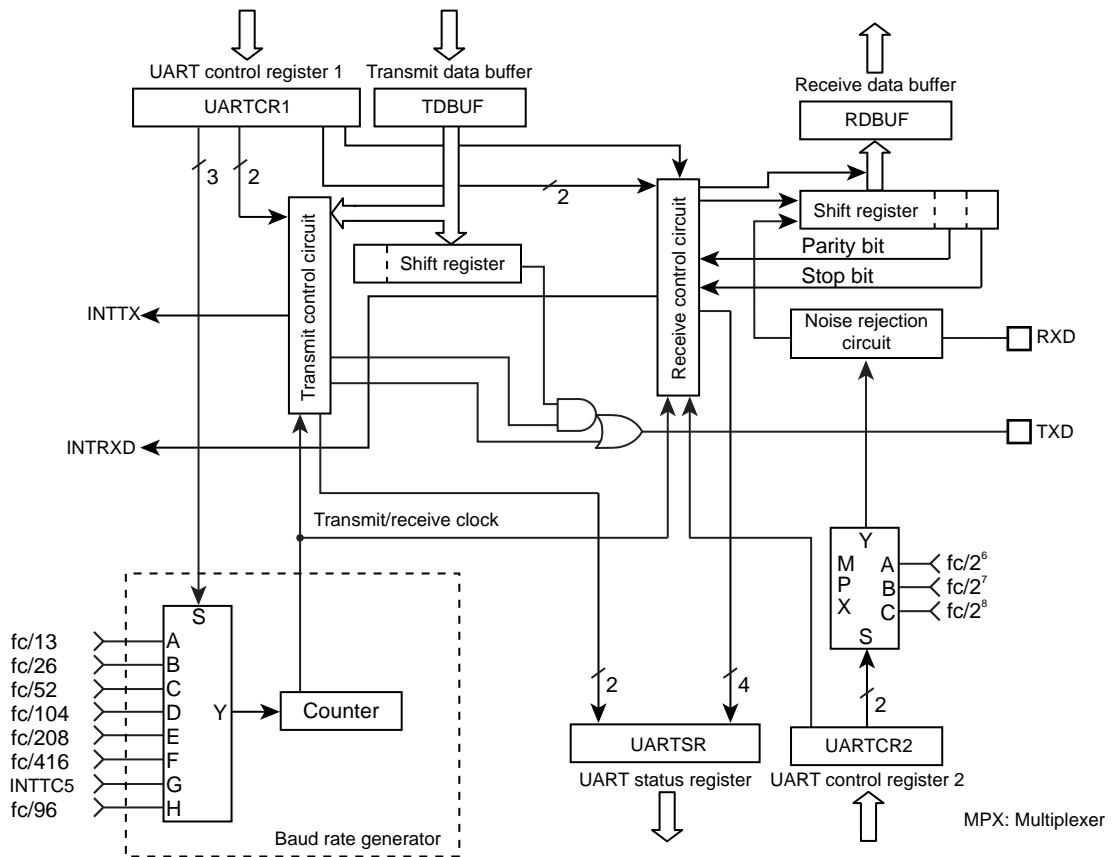 UART control register 1
Transmit data buffer
Receive data buffer
UARTCR1
TDBUF
RDBUF
3
2
2
Transmit control circuit
Receive control circuit
Shift register
Shift register
Parity bit
Stop bit
INTTX
Noise rejection
circuit
RXD
INTRXD
TXD
Transmit/receive clock
Y
M
P
X
A
B
C
S
fc/2⁶
fc/2⁷
fc/2⁸
S
fc/13
A
fc/26
B
fc/52
C
fc/104
D
fc/208
E
fc/416
F
INTTC5
G
fc/96
H
Y
Counter
2
4
2
UARTSR
UARTCR2
UART status register
UART control register 2
Baud rate generator
MPX: Multiplexer